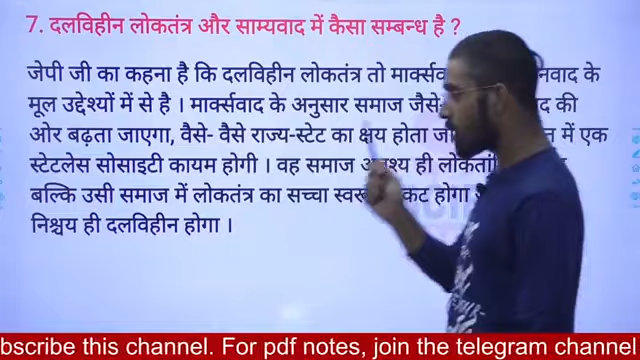 7. दलविहीन लोकतंत्र और साम्यवाद में कैसा सम्बन्ध है ?
जेपी जी का कहना है कि दलविहीन लोकतंत्र तो के
मूल उद्देश्यों में से है । मार्क्सवाद के अनुसार समाज की
ओर बढ़ता जाएगा, वैसे- वैसे राज्य-स्टेट का क्षय होता में एक
स्टेटलेस सोसाइटी कायम होगी । वह समाज ही
बल्कि उसी समाज में लोकतंत्र का सच्चा होगा
निश्चय ही दलविहीन होगा ।
bscribe this channel. For pdf notes, join the telegram channel